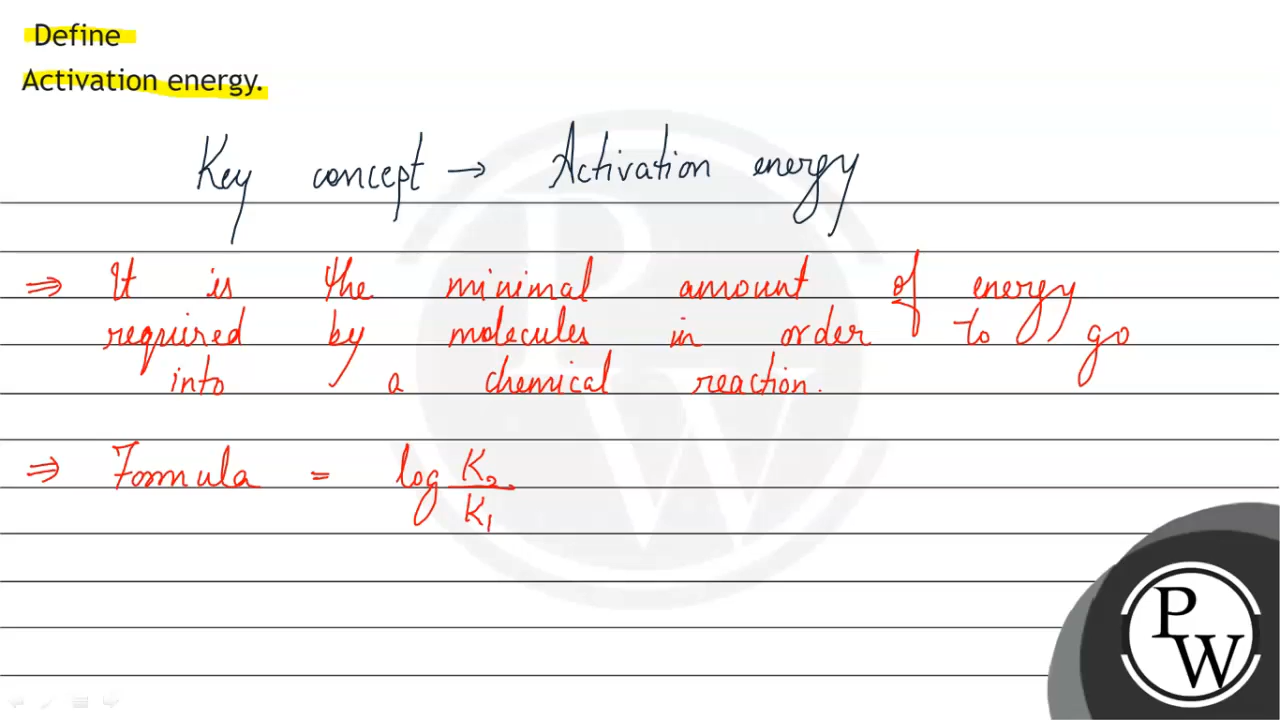 Define
Activation energy.
Key concept → Activation energy
⇒ It is the minimal amount of energy
required by molecules in order to go
into a chemical reaction.
⇒ Formula = log K₂/K₁
PW
PW